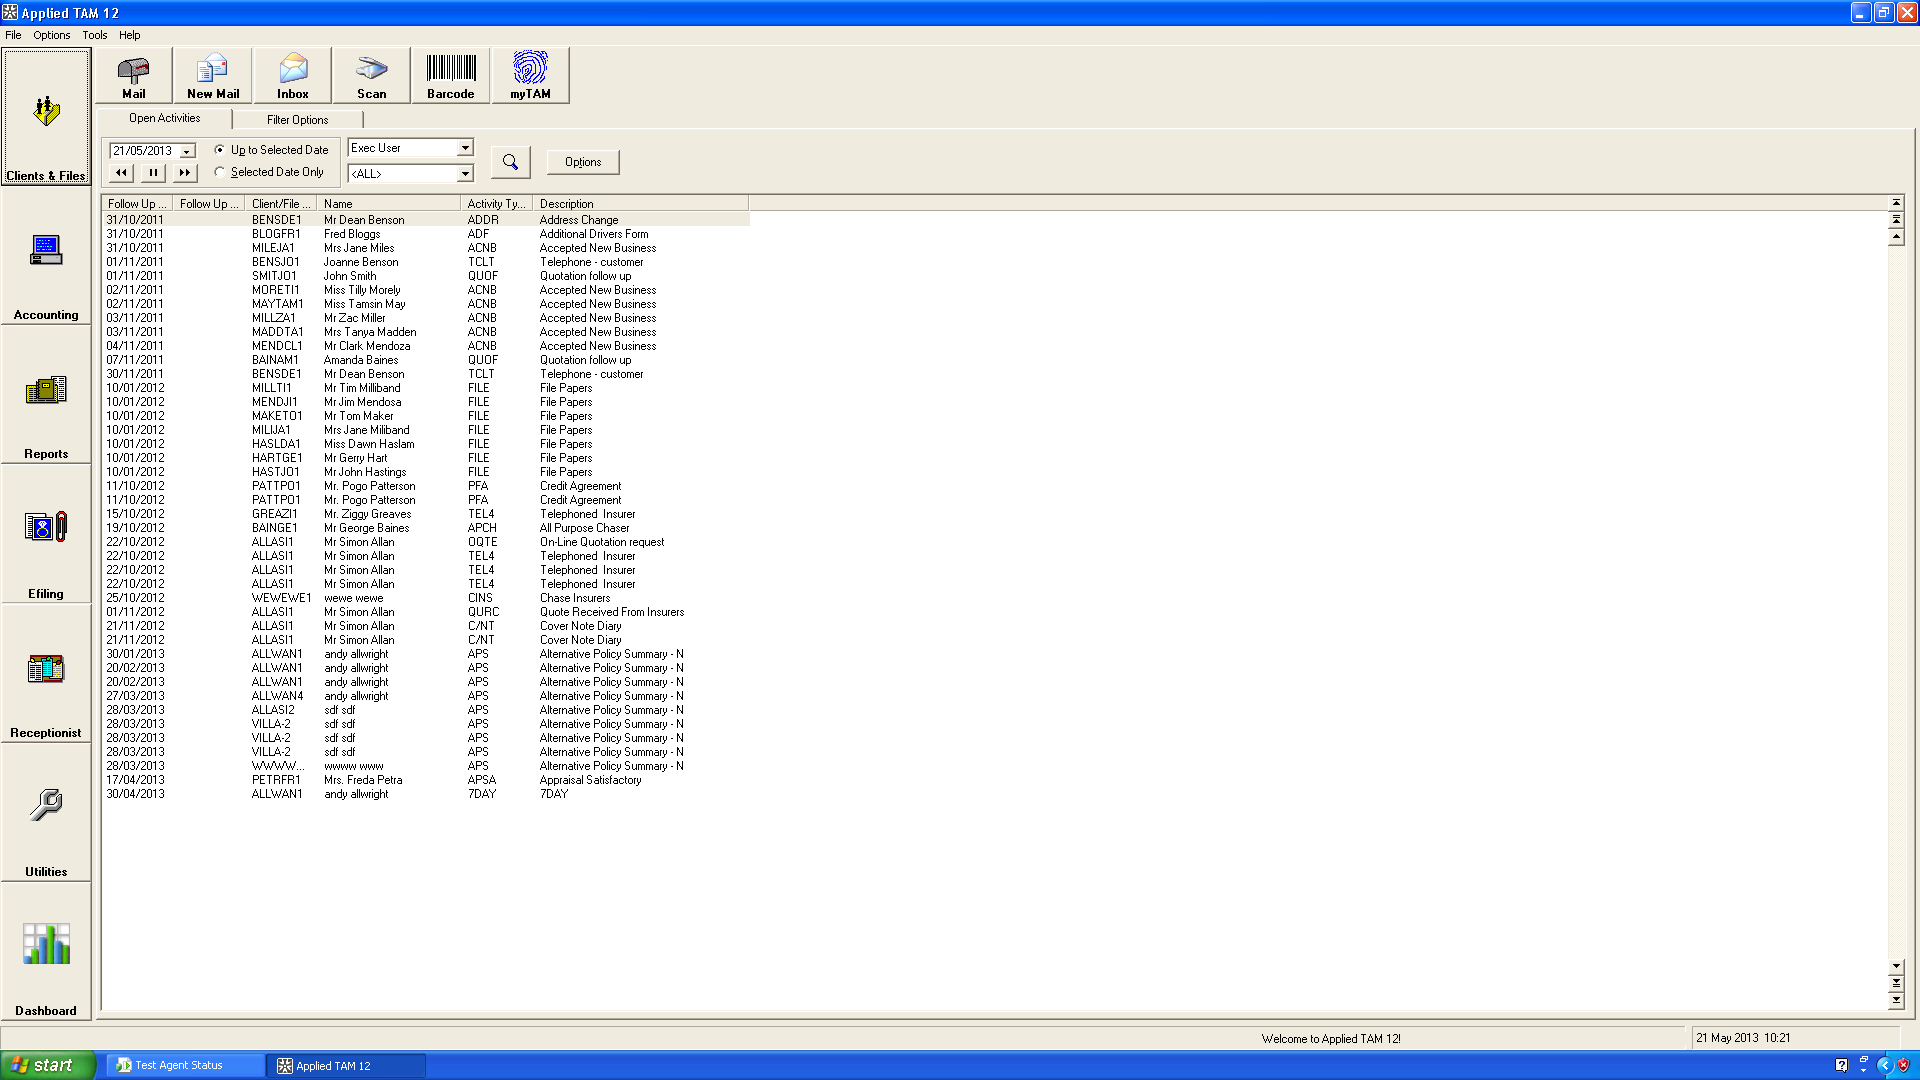 Applied TAM 12
File Options Tools Help
Clients & Files
Accounting
Reports
Efiling
Receptionist
Utilities
Dashboard
Mail New Mail Inbox Scan Barcode myTAM
Open Activities Filter Options
21/05/2013 Up to Selected Date Exec User
Selected Date Only <ALL> Options
Follow Up ... Follow Up ... Client/File ... Name Activity Ty... Description
31/10/2011 BENSDE1 Mr Dean Benson ADDR Address Change
31/10/2011 BLOGFR1 Fred Bloggs ADF Additional Drivers Form
31/10/2011 MILEJA1 Mrs Jane Miles ACNB Accepted New Business
01/11/2011 BENSJO1 Joanne Benson TCLT Telephone - customer
01/11/2011 SMITJO1 John Smith QUOF Quotation follow up
02/11/2011 MORETI1 Miss Tilly Morely ACNB Accepted New Business
02/11/2011 MAYTAM1 Miss Tamsin May ACNB Accepted New Business
03/11/2011 MILLZA1 Mr Zac Miller ACNB Accepted New Business
03/11/2011 MADDTA1 Mrs Tanya Madden ACNB Accepted New Business
04/11/2011 MENDCL1 Mr Clark Mendoza ACNB Accepted New Business
07/11/2011 BAINAM1 Amanda Baines QUOF Quotation follow up
30/11/2011 BENSDE1 Mr Dean Benson TCLT Telephone - customer
10/01/2012 MILLTI1 Mr Tim Milliband FILE File Papers
10/01/2012 MENDJI1 Mr Jim Mendosa FILE File Papers
10/01/2012 MAKETO1 Mr Tom Maker FILE File Papers
10/01/2012 MILIJA1 Mrs Jane Miliband FILE File Papers
10/01/2012 HASLDA1 Miss Dawn Haslam FILE File Papers
10/01/2012 HARTGE1 Mr Gerry Hart FILE File Papers
10/01/2012 HASTJO1 Mr John Hastings FILE File Papers
11/10/2012 PATTPO1 Mr. Pogo Patterson PFA Credit Agreement
11/10/2012 PATTPO1 Mr. Pogo Patterson PFA Credit Agreement
15/10/2012 GREAZI1 Mr. Ziggy Greaves TEL4 Telephoned Insurer
19/10/2012 BAINGE1 Mr George Baines APCH All Purpose Chaser
22/10/2012 ALLASI1 Mr Simon Allan OQTE On-Line Quotation request
22/10/2012 ALLASI1 Mr Simon Allan TEL4 Telephoned Insurer
22/10/2012 ALLASI1 Mr Simon Allan TEL4 Telephoned Insurer
22/10/2012 ALLASI1 Mr Simon Allan TEL4 Telephoned Insurer
25/10/2012 WEWEWE1 wewe wewe CINS Chase Insurers
01/11/2012 ALLASI1 Mr Simon Allan QURC Quote Received From Insurers
21/11/2012 ALLASI1 Mr Simon Allan C/NT Cover Note Diary
21/11/2012 ALLASI1 Mr Simon Allan C/NT Cover Note Diary
30/01/2013 ALLWAN1 andy allwright APS Alternative Policy Summary - N
20/02/2013 ALLWAN1 andy allwright APS Alternative Policy Summary - N
20/02/2013 ALLWAN1 andy allwright APS Alternative Policy Summary - N
27/03/2013 ALLWAN4 andy allwright APS Alternative Policy Summary - N
28/03/2013 ALLASI2 sdf sdf APS Alternative Policy Summary - N
28/03/2013 VILLA-2 sdf sdf APS Alternative Policy Summary - N
28/03/2013 VILLA-2 sdf sdf APS Alternative Policy Summary - N
28/03/2013 VILLA-2 sdf sdf APS Alternative Policy Summary - N
28/03/2013 WWWW... wwww www APS Alternative Policy Summary - N
17/04/2013 PETRFR1 Mrs. Freda Petra APSA Appraisal Satisfactory
30/04/2013 ALLWAN1 andy allwright 7DAY 7DAY
Welcome to Applied TAM 12! 21 May 2013 10:21
start Test Agent Status Applied TAM 12